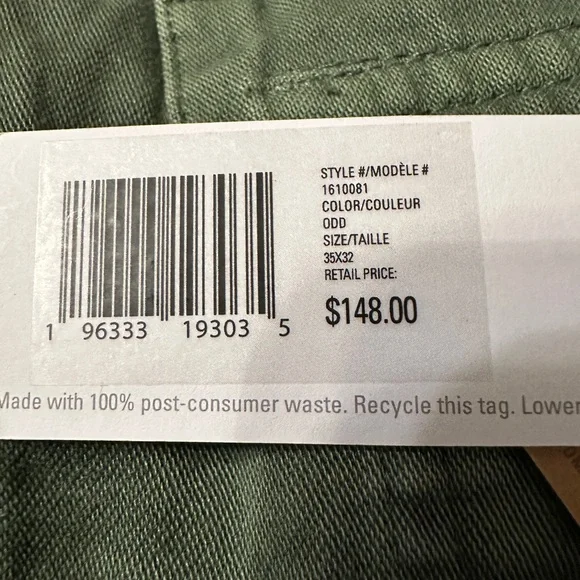 STYLE #/MODÈLE #
1610081
COLOR/COULEUR
ODD
SIZE/TAILLE
35X32
RETAIL PRICE:
$148.00
1 96333 19303 5
Made with 100% post-consumer waste. Recycle this tag. Lower